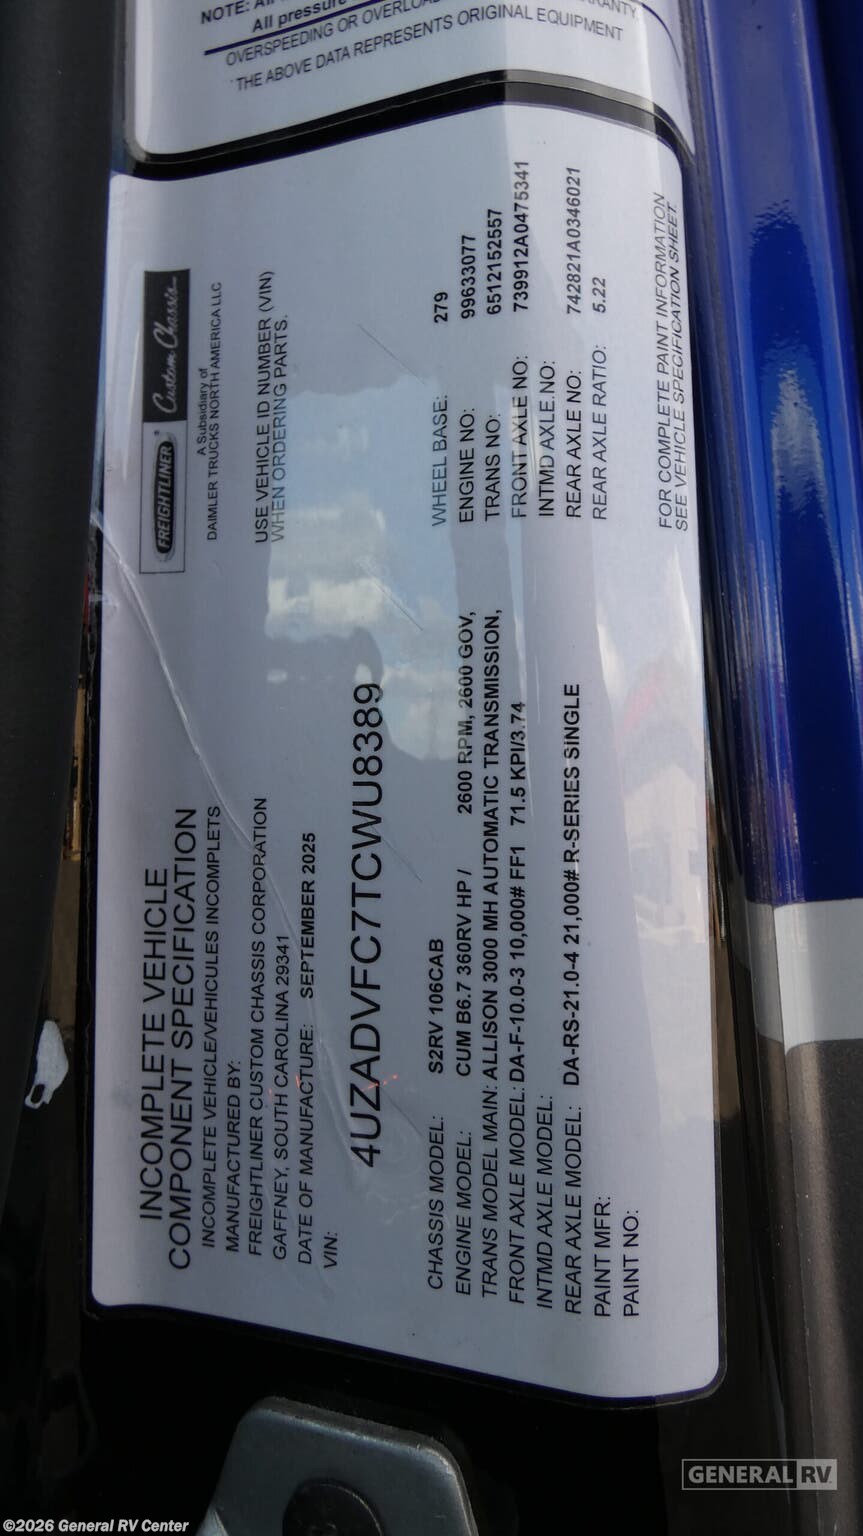 NOTE:
All pressure
WARRANTY.
OVERSPEEDING OR
THE ABOVE DATA REPRESENTS ORIGINAL EQUIPMENT
INCOMPLETE VEHICLE
COMPONENT SPECIFICATION
INCOMPLETE VEHICLE/VEHICULES INCOMPLETS
MANUFACTURED BY:
FREIGHTLINER CUSTOM CHASSIS CORPORATION
GAFFNEY, SOUTH CAROLINA 29341
DATE OF MANUFACTURE: SEPTEMBER 2025
VIN:
4UZADVFC7TCWU8389
FREIGHTLINER Custom Chassis
A Subsidiary of
DAIMLER TRUCKS NORTH AMERICA LLC
USE VEHICLE ID NUMBER (VIN)
WHEN ORDERING PARTS.
CHASSIS MODEL: S2RV 106CAB WHEEL BASE: 279
ENGINE MODEL: CUM B6.7 360RV HP / 2600 RPM, 2600 GOV, ENGINE NO: 99633077
TRANS MODEL MAIN: ALLISON 3000 MH AUTOMATIC TRANSMISSION, TRANS NO: 6512152557
FRONT AXLE MODEL: DA-F-10.0-3 10,000# FF1 71.5 KPI/3.74 FRONT AXLE NO: 739912A0475341
INTMD AXLE MODEL: INTMD AXLE.NO:
REAR AXLE MODEL: DA-RS-21.0-4 21,000# R-SERIES SINGLE REAR AXLE NO: 742821A0346021
PAINT MFR: REAR AXLE RATIO: 5.22
PAINT NO:
FOR COMPLETE PAINT INFORMATION
SEE VEHICLE SPECIFICATION SHEET.
GENERAL RV
©2026 General RV Center